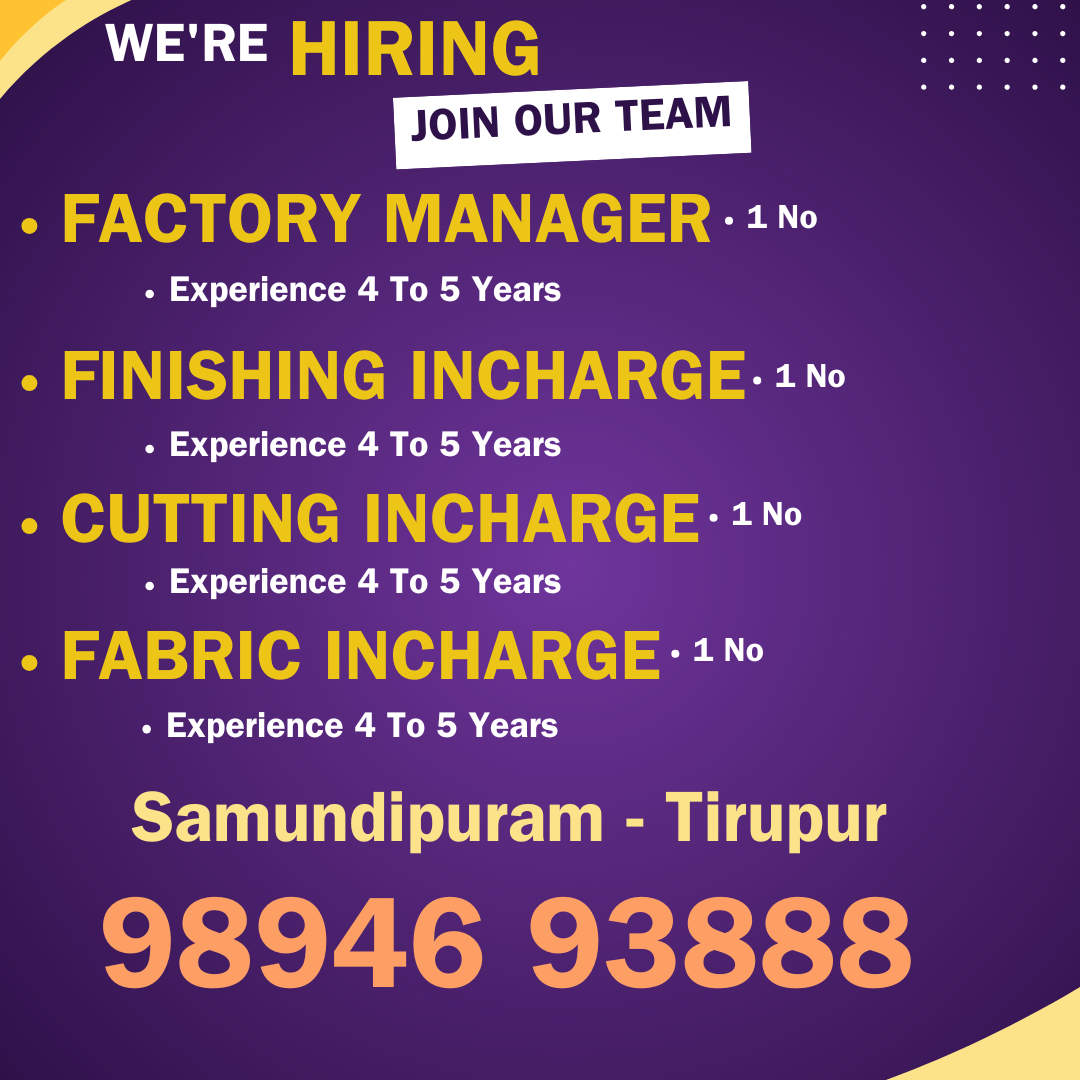 WE'RE HIRING
JOIN OUR TEAM
• FACTORY MANAGER • 1 No
• Experience 4 To 5 Years
• FINISHING INCHARGE • 1 No
• Experience 4 To 5 Years
• CUTTING INCHARGE • 1 No
• Experience 4 To 5 Years
• FABRIC INCHARGE • 1 No
• Experience 4 To 5 Years
Samundipuram - Tirupur
98946 93888